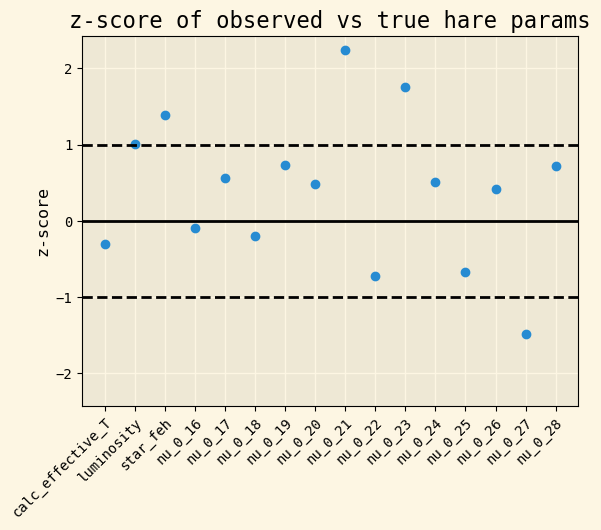 z-score of observed vs true hare params
z-score
2
1
0
−1
−2
calc_effective_T
luminosity
star_feh
nu_0_16
nu_0_17
nu_0_18
nu_0_19
nu_0_20
nu_0_21
nu_0_22
nu_0_23
nu_0_24
nu_0_25
nu_0_26
nu_0_27
nu_0_28